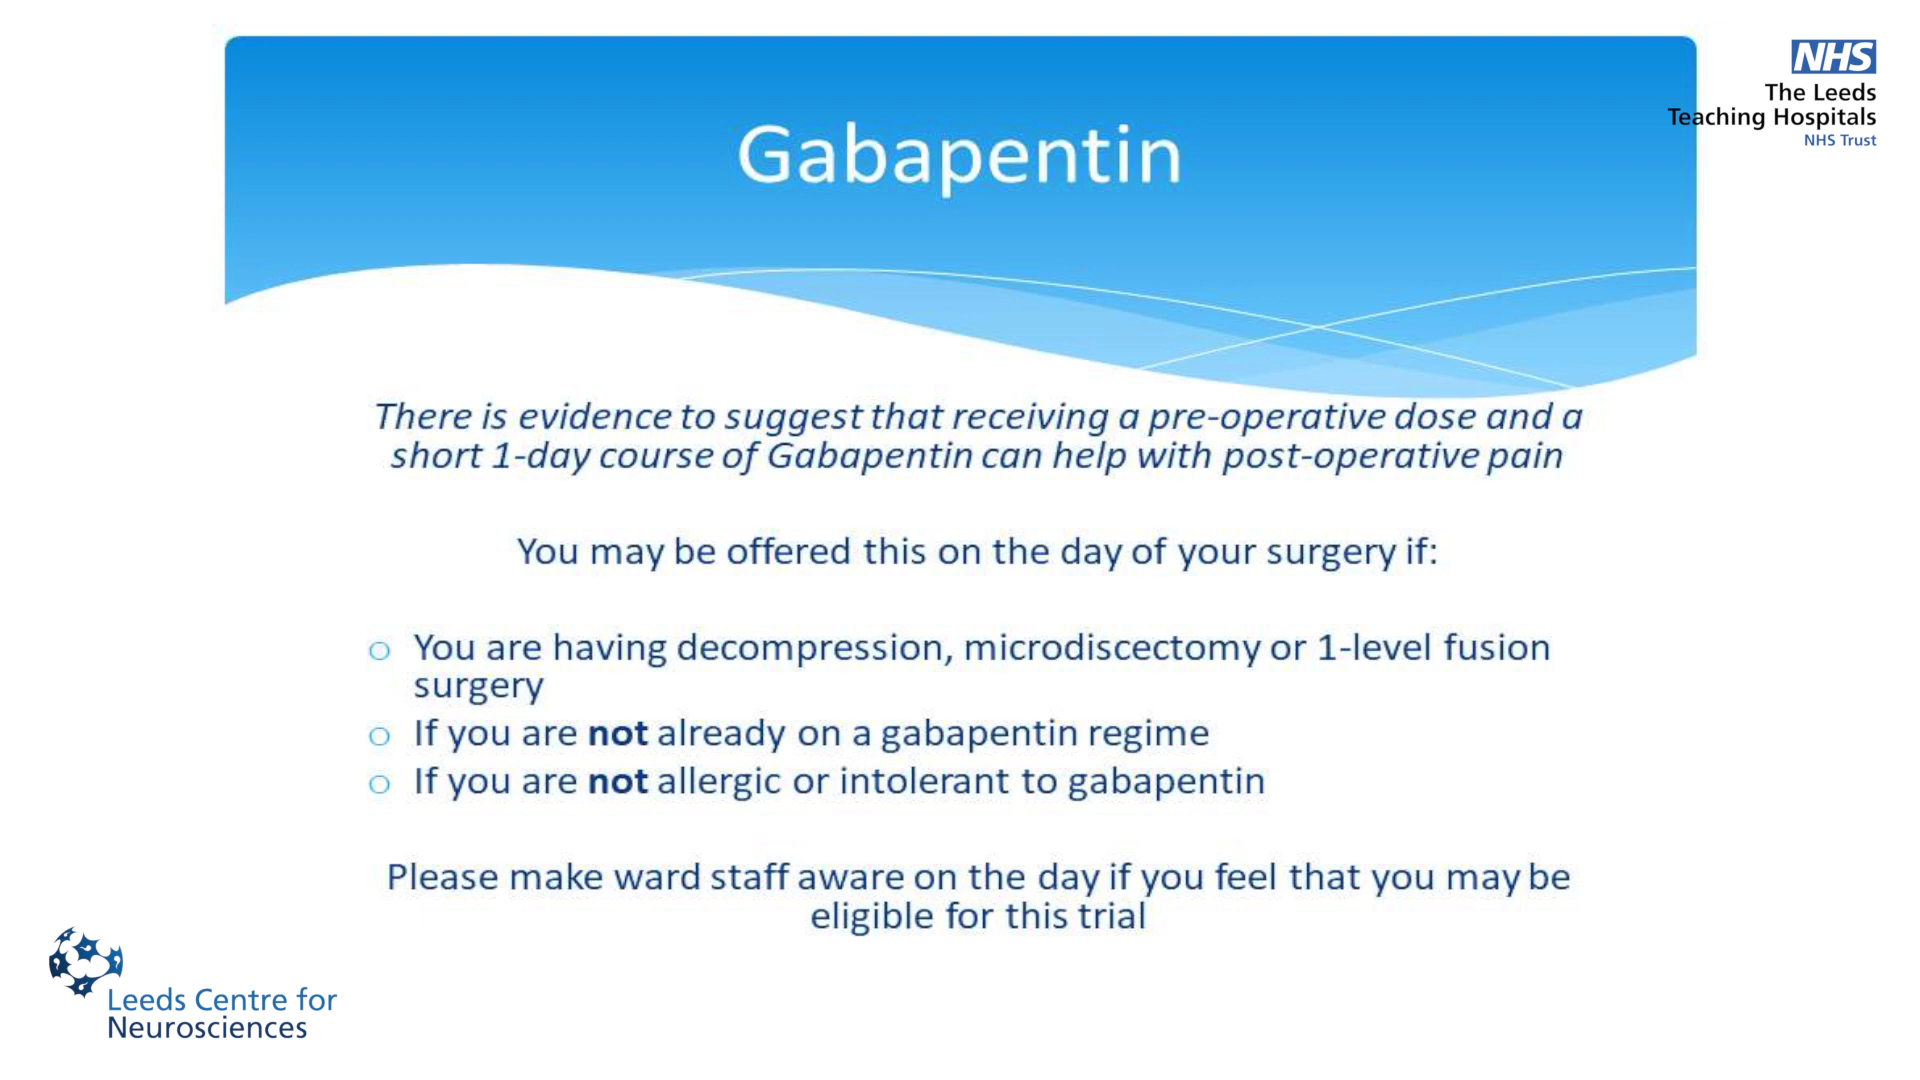 Gabapentin
NHS
The Leeds
Teaching Hospitals
NHS Trust
There is evidence to suggest that receiving a pre-operative dose and a
short 1-day course of Gabapentin can help with post-operative pain
You may be offered this on the day of your surgery if:
o You are having decompression, microdiscectomy or 1-level fusion
surgery
o If you are not already on a gabapentin regime
o If you are not allergic or intolerant to gabapentin
Please make ward staff aware on the day if you feel that you may be
eligible for this trial
Leeds Centre for
Neurosciences